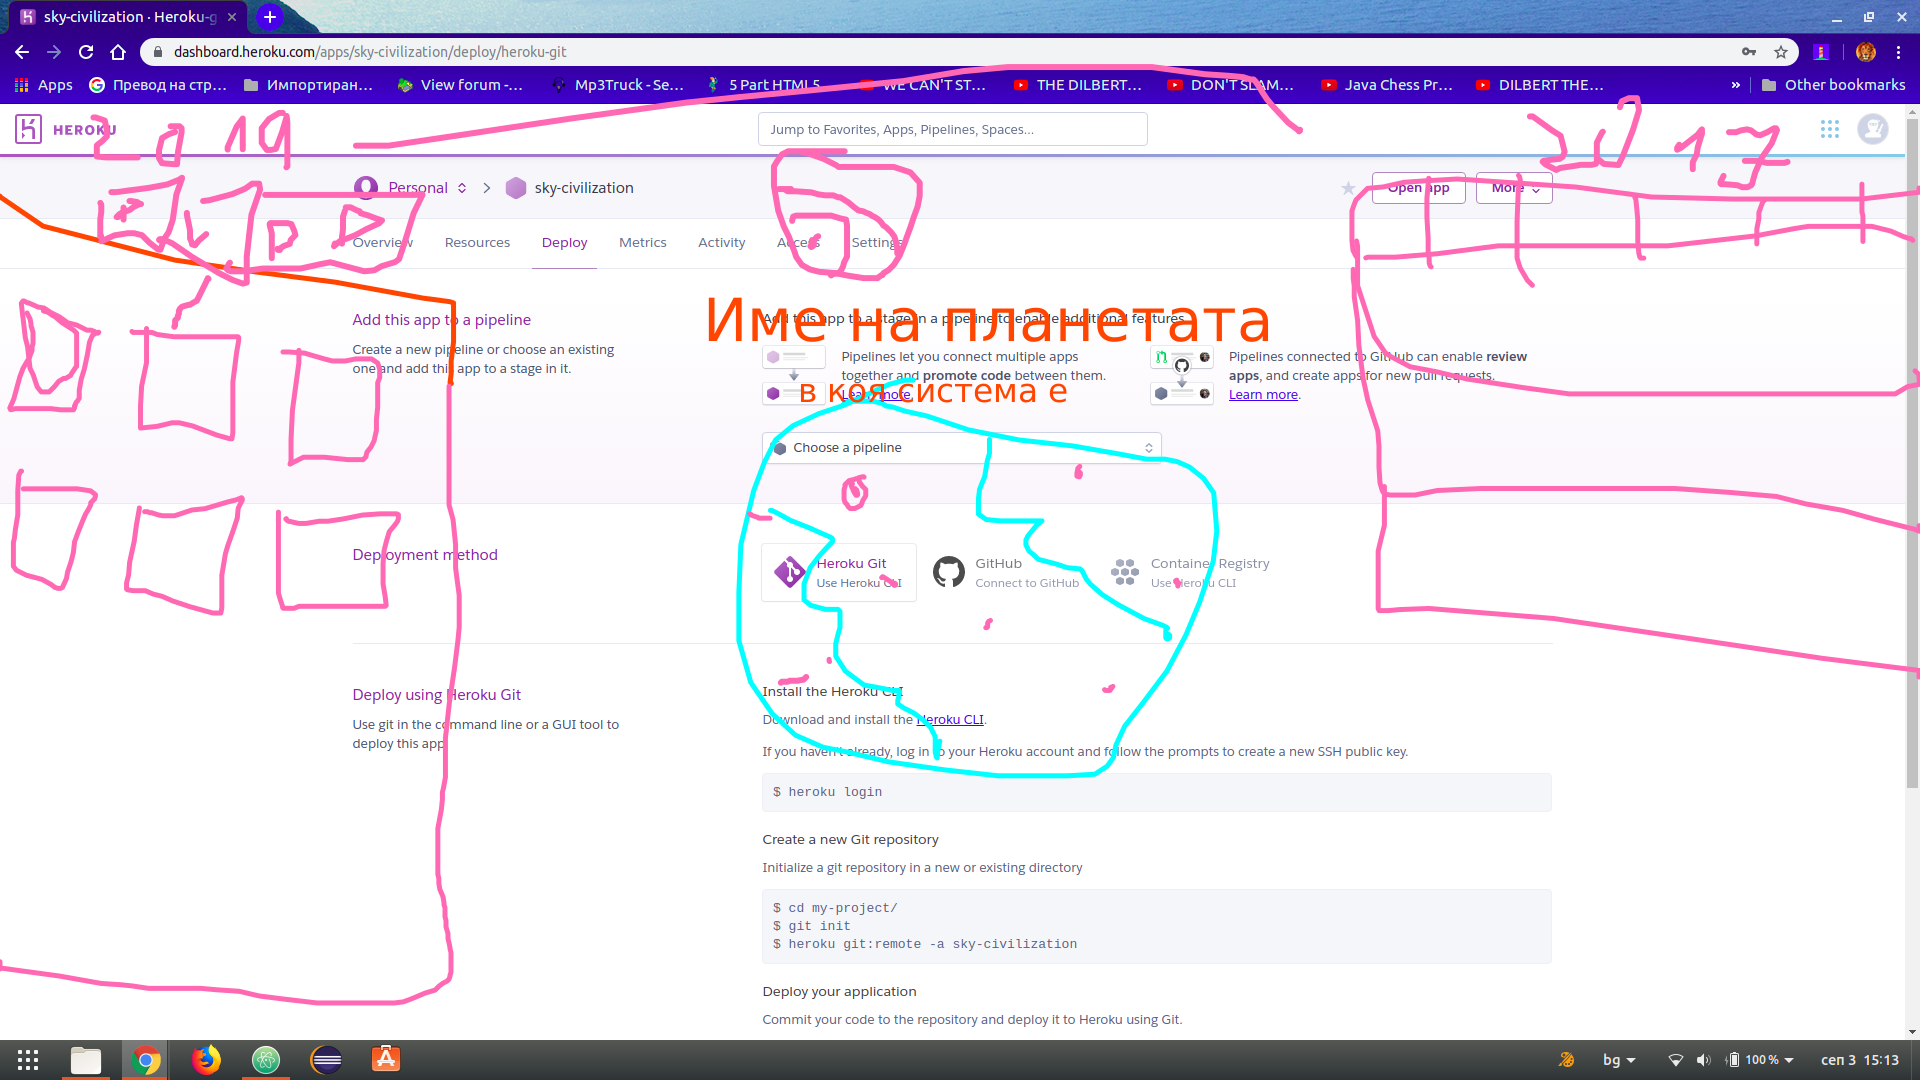 sky-civilization · Heroku-g
dashboard.heroku.com/apps/sky-civilization/deploy/heroku-git
Apps
Превод на стр...
Импортиран...
View forum -...
Mp3Truck - Se...
5 Part HTML5
WE CAN'T ST...
THE DILBERT...
DON'T SLAM...
Java Chess Pr...
DILBERT THE...
»
Other bookmarks
HEROKU
Jump to Favorites, Apps, Pipelines, Spaces...
2019
2017
Personal
sky-civilization
Open app
More
Overview
Resources
Deploy
Metrics
Activity
Access
Settings
Име на планетата
в коя система е
Add this app to a pipeline
Create a new pipeline or choose an existing
one and add this app to a stage in it.
Add this app to a stage in a pipeline to enable additional features
Pipelines let you connect multiple apps
together and promote code between them.
Learn more
Pipelines connected to GitHub can enable review
apps, and create apps for new pull requests.
Learn more.
Choose a pipeline
Deployment method
Heroku Git
Use Heroku CLI
GitHub
Connect to GitHub
Container Registry
Use Heroku CLI
Deploy using Heroku Git
Use git in the command line or a GUI tool to
deploy this app
Install the Heroku CLI
Download and install the Heroku CLI.
If you haven't already, log in to your Heroku account and follow the prompts to create a new SSH public key.
$ heroku login
Create a new Git repository
Initialize a git repository in a new or existing directory
$ cd my-project/
$ git init
$ heroku git:remote -a sky-civilization
Deploy your application
Commit your code to the repository and deploy it to Heroku using Git.
bg
100 %
сеп 3 15:13